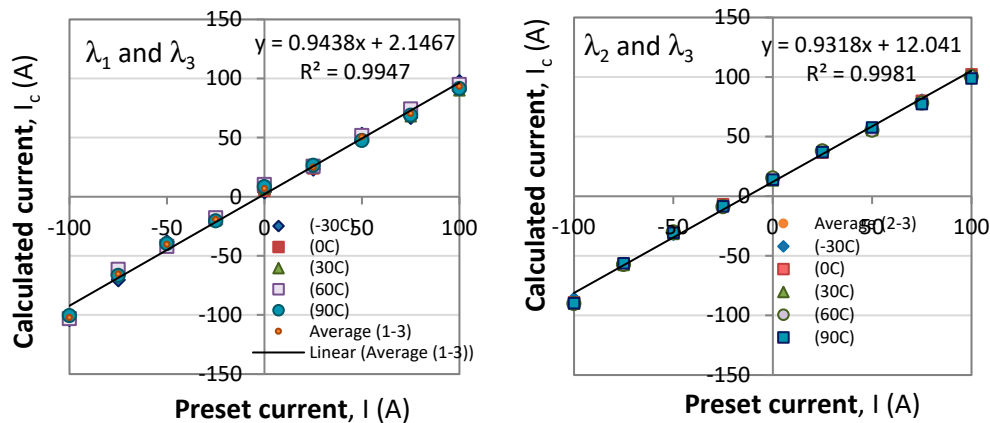 150
λ1 and λ3
y = 0.9438x + 2.1467
R² = 0.9947
100
50
0
-50
-100
-150
-100
-50
0
50
100
(-30C)
(0C)
(30C)
(60C)
(90C)
Average (1-3)
Linear (Average (1-3))
Calculated current, Ic (A)
Preset current, I (A)
150
λ2 and λ3
y = 0.9318x + 12.041
R² = 0.9981
100
50
0
-50
-100
-150
-100
-50
0
50
100
Average (2-3)
(-30C)
(0C)
(30C)
(60C)
(90C)
Calculated current, Ic (A)
Preset current, I (A)